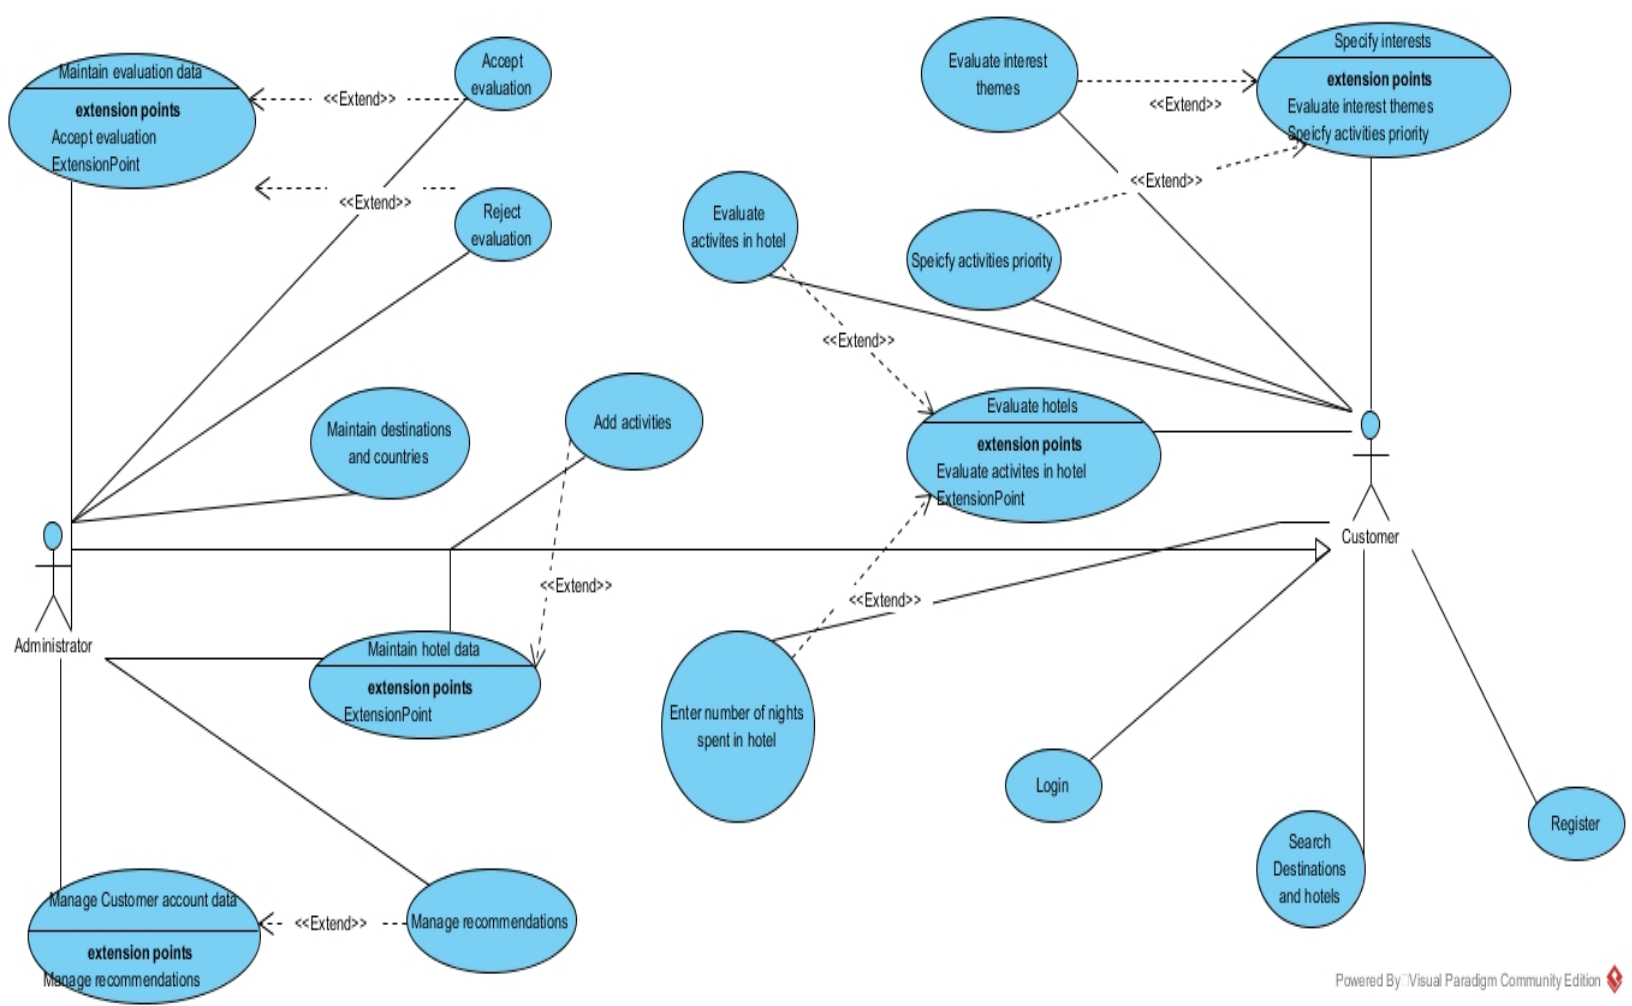 Maintain evaluation data
extension points
Accept evaluation
ExtensionPoint
<<Extend>>
Accept
evaluation
<<Extend>>
Reject
evaluation
Evaluate interest
themes
<<Extend>>
Specify interests
extension points
Evaluate interest themes
Speicfy activities priority
<<Extend>>
Evaluate
activites in hotel
Speicfy activities priority
<<Extend>>
Maintain destinations
and countries
Add activities
Evaluate hotels
extension points
Evaluate activites in hotel
ExtensionPoint
Customer
<<Extend>>
<<Extend>>
Administrator
Maintain hotel data
extension points
ExtensionPoint
Enter number of nights
spent in hotel
Login
Search
Destinations
and hotels
Register
Manage Customer account data
extension points
Manage recommendations
<<Extend>>
Manage recommendations
Powered By Visual Paradigm Community Edition